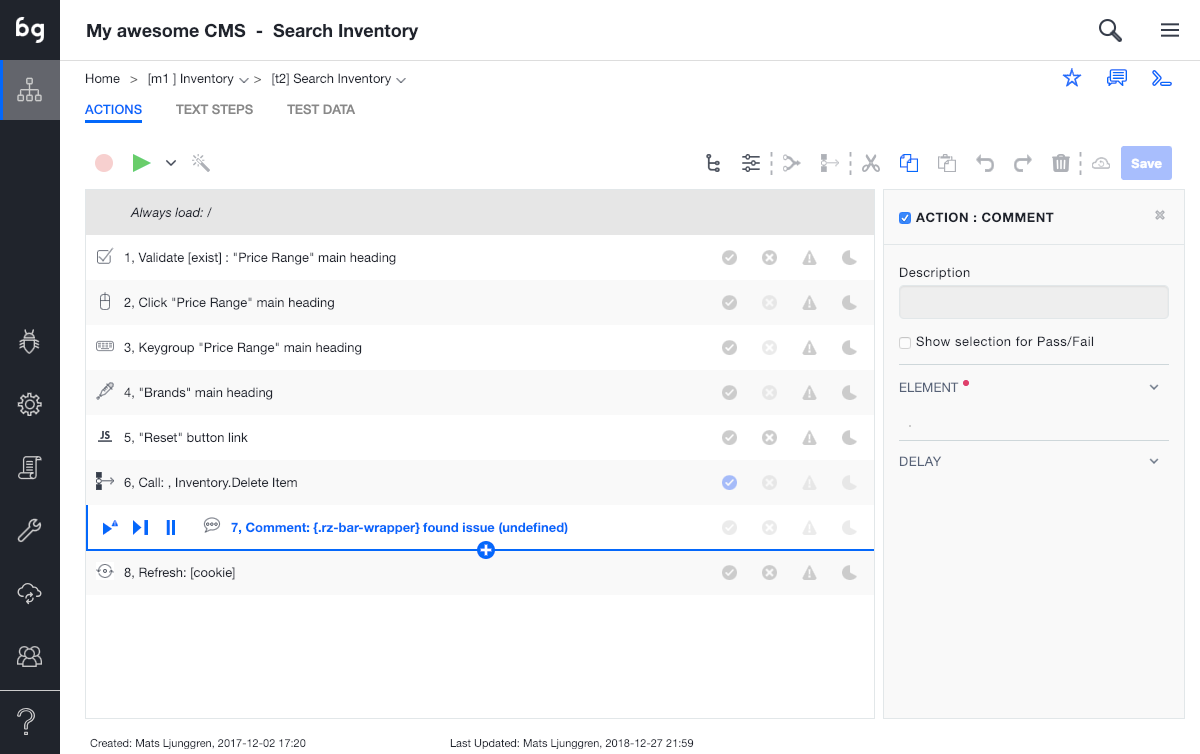 bg
My awesome CMS - Search Inventory
Home > [m1 ] Inventory > [t2] Search Inventory
ACTIONS TEXT STEPS TEST DATA
Save
Always load: /
ACTION : COMMENT
1, Validate [exist] : "Price Range" main heading
Description
2, Click "Price Range" main heading
3, Keygroup "Price Range" main heading
Show selection for Pass/Fail
4, "Brands" main heading
ELEMENT
JS 5, "Reset" button link
.
DELAY
6, Call: , Inventory.Delete Item
7, Comment: {.rz-bar-wrapper} found issue (undefined)
8, Refresh: [cookie]
Created: Mats Ljunggren, 2017-12-02 17:20
Last Updated: Mats Ljunggren, 2018-12-27 21:59